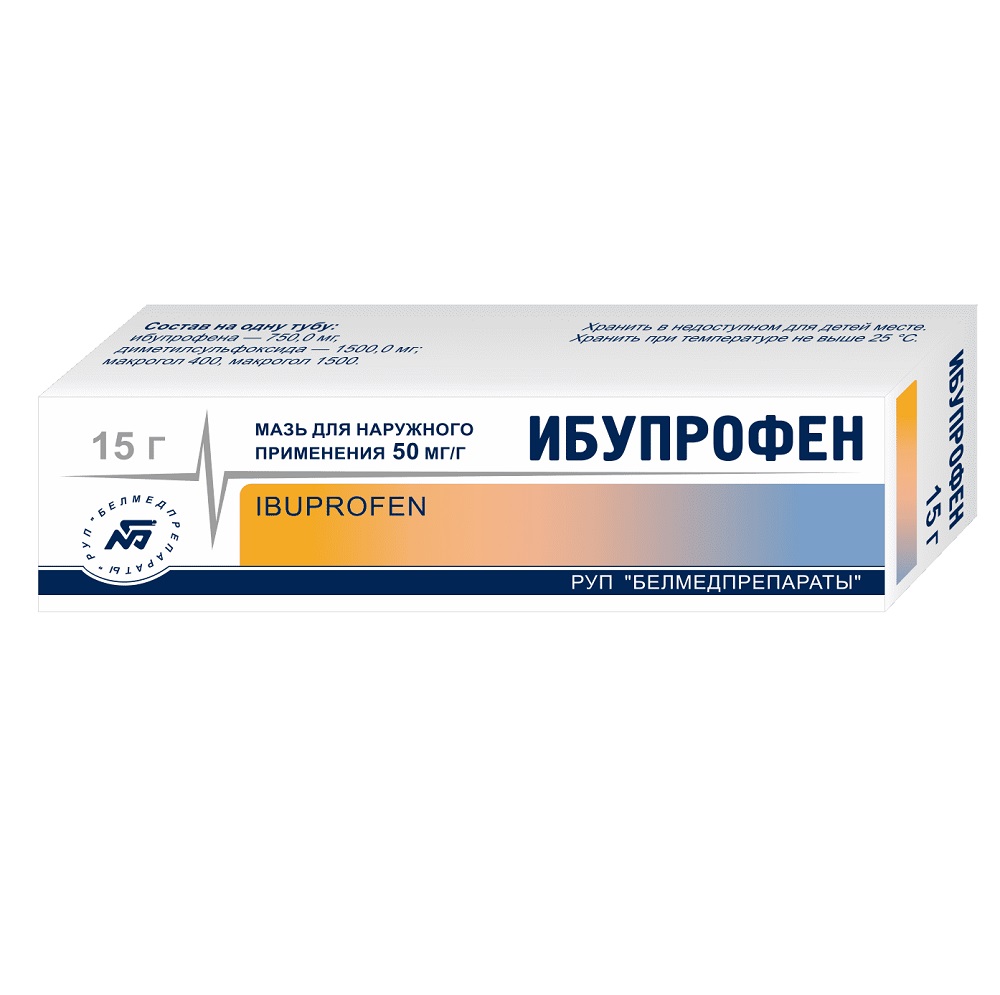 Состав на одну тубу:
ибупрофена — 750,0 мг,
диметилсульфоксида — 1500,0 мг;
макрогол 400, макрогол 1500.
Хранить в недоступном для детей месте.
Хранить при температуре не выше 25 °С.
15 г
МАЗЬ ДЛЯ НАРУЖНОГО
ПРИМЕНЕНИЯ 50 МГ/Г
ИБУПРОФЕН
IBUPROFEN
РУП "БЕЛМЕДПРЕПАРАТЫ"
РУП "БЕЛМЕДПРЕПАРАТЫ"
ИБУПРОФЕН
15 г